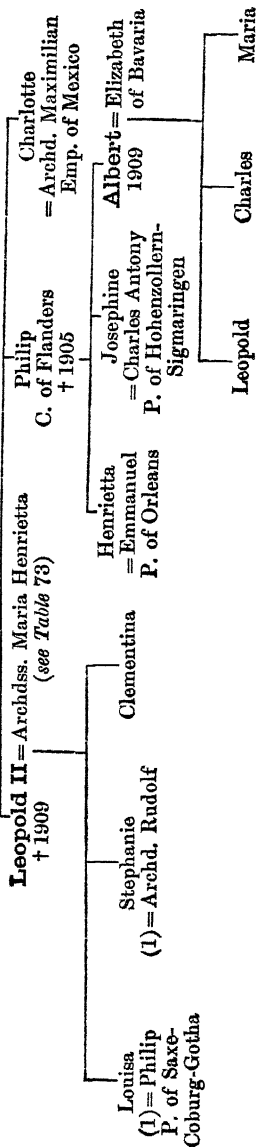 Leopold II = Archdss. Maria Henrietta
† 1909
(see Table 73)
Philip
C. of Flanders
† 1905
Charlotte
= Archd. Maximilian
Emp. of Mexico
Louisa
(1) = Philip
P. of Saxe-
Coburg-Gotha
Stephanie
(1) = Archd. Rudolf
Clementina
Henrietta
= Emmanuel
P. of Orleans
Josephine
= Charles Antony
P. of Hohenzollern-
Sigmaringen
Albert = Elizabeth
1909
of Bavaria
Leopold
Charles
Maria